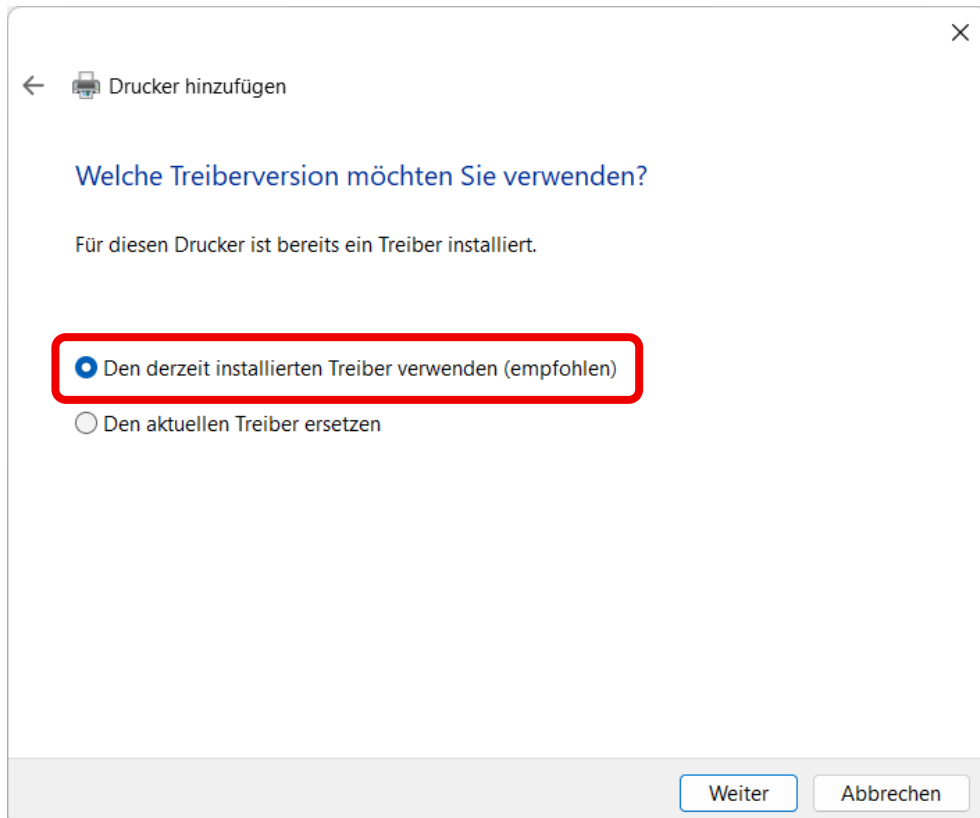 Drucker hinzufügen
Welche Treiberversion möchten Sie verwenden?
Für diesen Drucker ist bereits ein Treiber installiert.
Den derzeit installierten Treiber verwenden (empfohlen)
Den aktuellen Treiber ersetzen
Weiter
Abbrechen